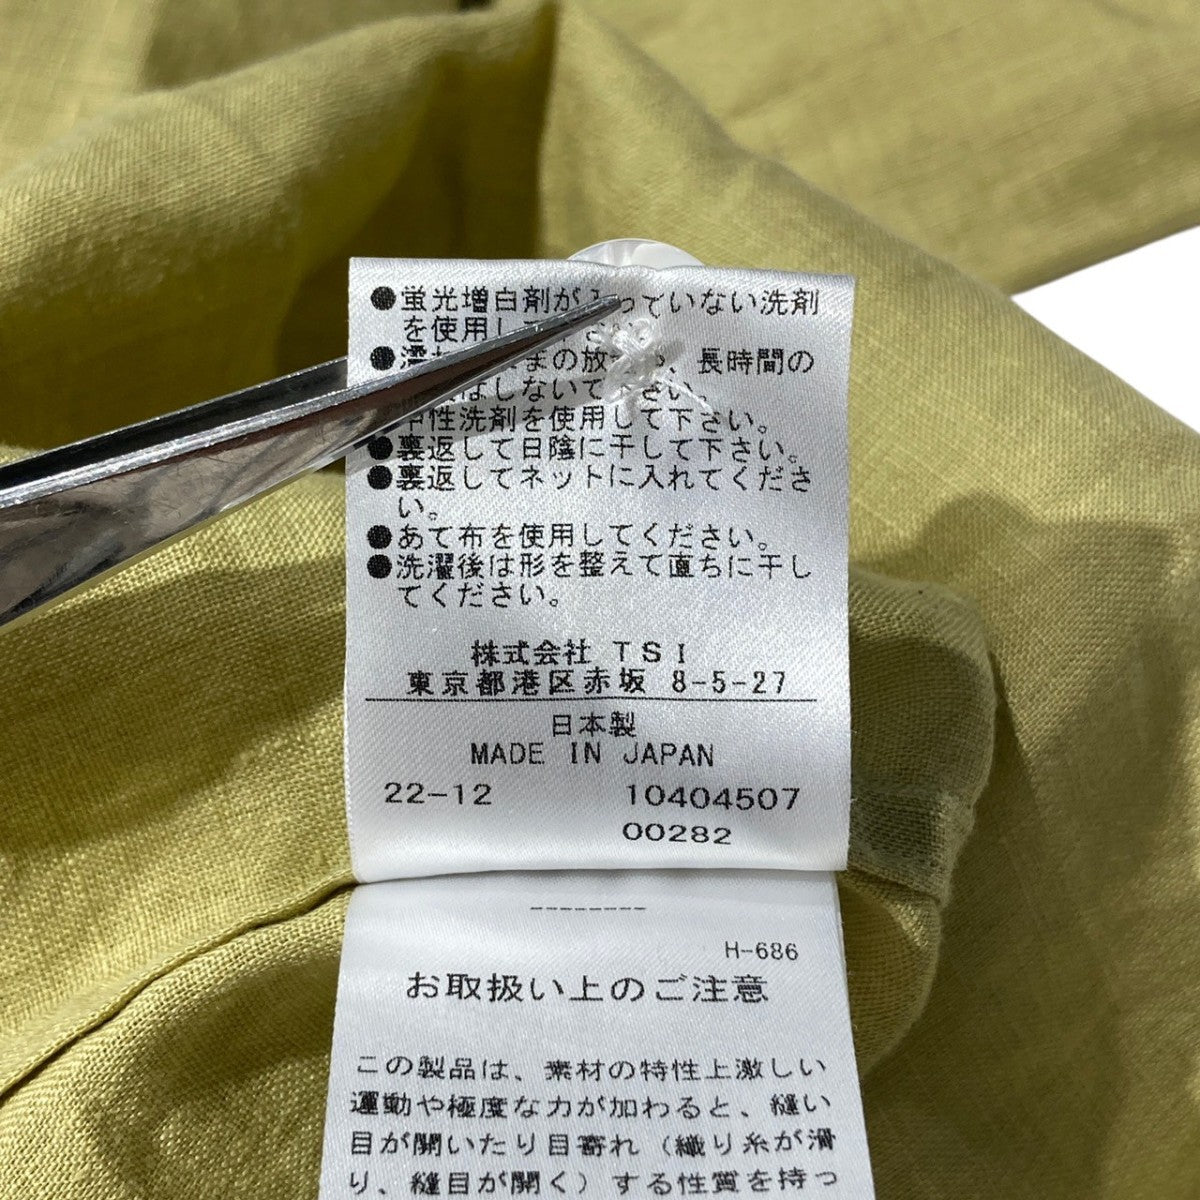 ●蛍光増白剤が っていない洗剤
を使用し
の放 、長時間の
はしないで下さい。
中性洗剤を使用して下さい。
●裏返して日陰に干して下さい。
●裏返してネットに入れてくださ
い。
●あて布を使用してください。
●洗濯後は形を整えて直ちに干し
てください。
株式会社 TSI
東京都港区赤坂 8-5-27
日本製
MADE IN JAPAN
22-12 10404507
00282
--------
H-686
お取扱い上のご注意
この製品は、素材の特性上激しい
運動や極度な力が加わると、縫い
目が開いたり目寄れ（織り糸が滑
り、縫目が開く）する性質を持っ